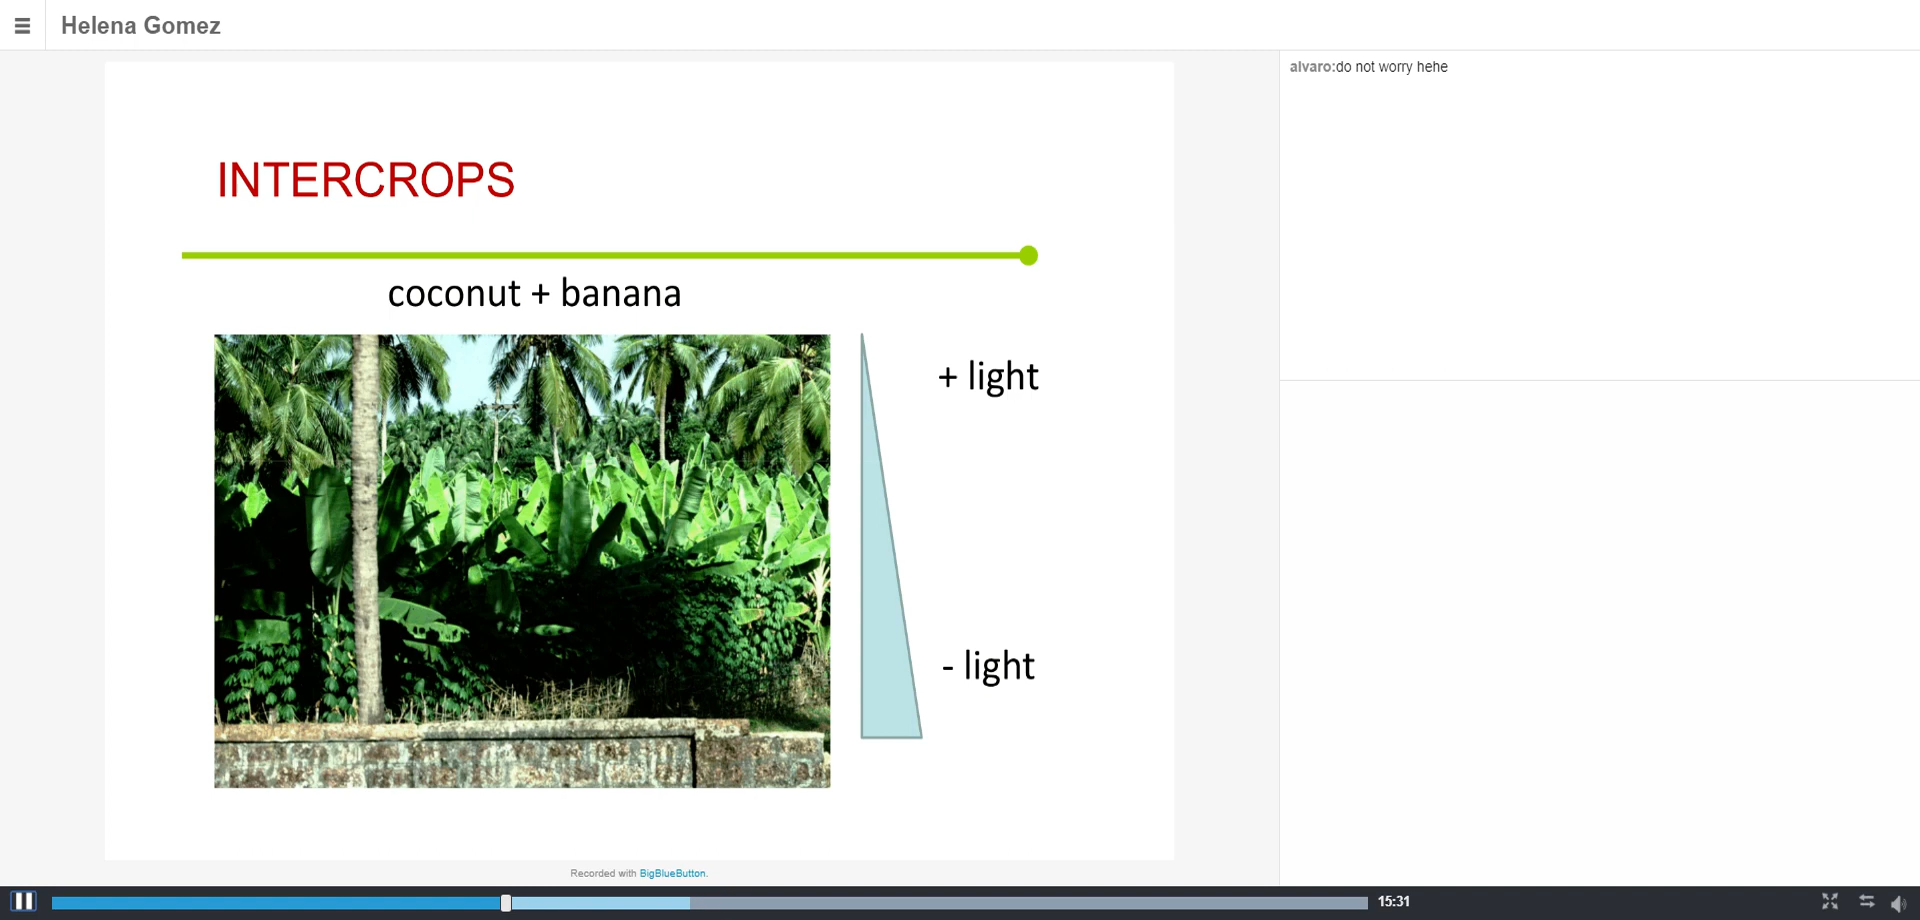 Helena Gomez
alvaro:do not worry hehe
INTERCROPS
coconut + banana
+ light
- light
Recorded with BigBlueButton.
15:31